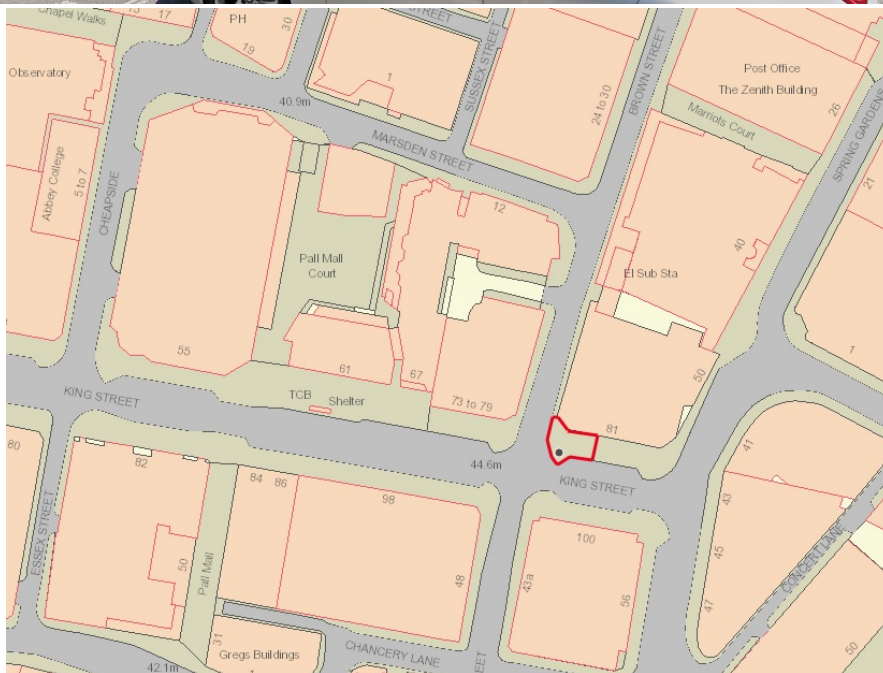 Chapel Walks
15
17
PH
30
19
STREET
Observatory
1
SUSSEX STREET
BROWN STREET
Post Office
The Zenith Building
26
24 to 30
40.9m
MARSDEN STREET
Marriots Court
SPRING GARDENS
21
Abbey College
5 to 7
CHEAPSIDE
12
Pall Mall
Court
El Sub Sta
40
55
61
67
73 to 79
50
1
KING STREET
TCB
Shelter
81
41
44.6m
KING STREET
80
82
84
86
98
100
43
ESSEX STREET
50
Pall Mall
48
43a
56
45
47
CONCERT LANE
31
Gregs Buildings
CHANCERY LANE
STREET
50
42.1m